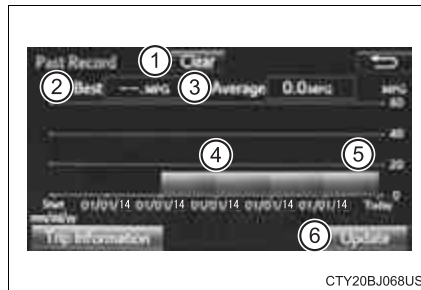 Past Record 1 Clear
2 Best --.-MPG 3 Average 0.0MPG MPG
60
40
4 5
20
0
Start 01/01/14 01/01/14 01/01/14 01/01/14 01/01/14 Today
Trip Information 6 Update
CTY20BJ068US